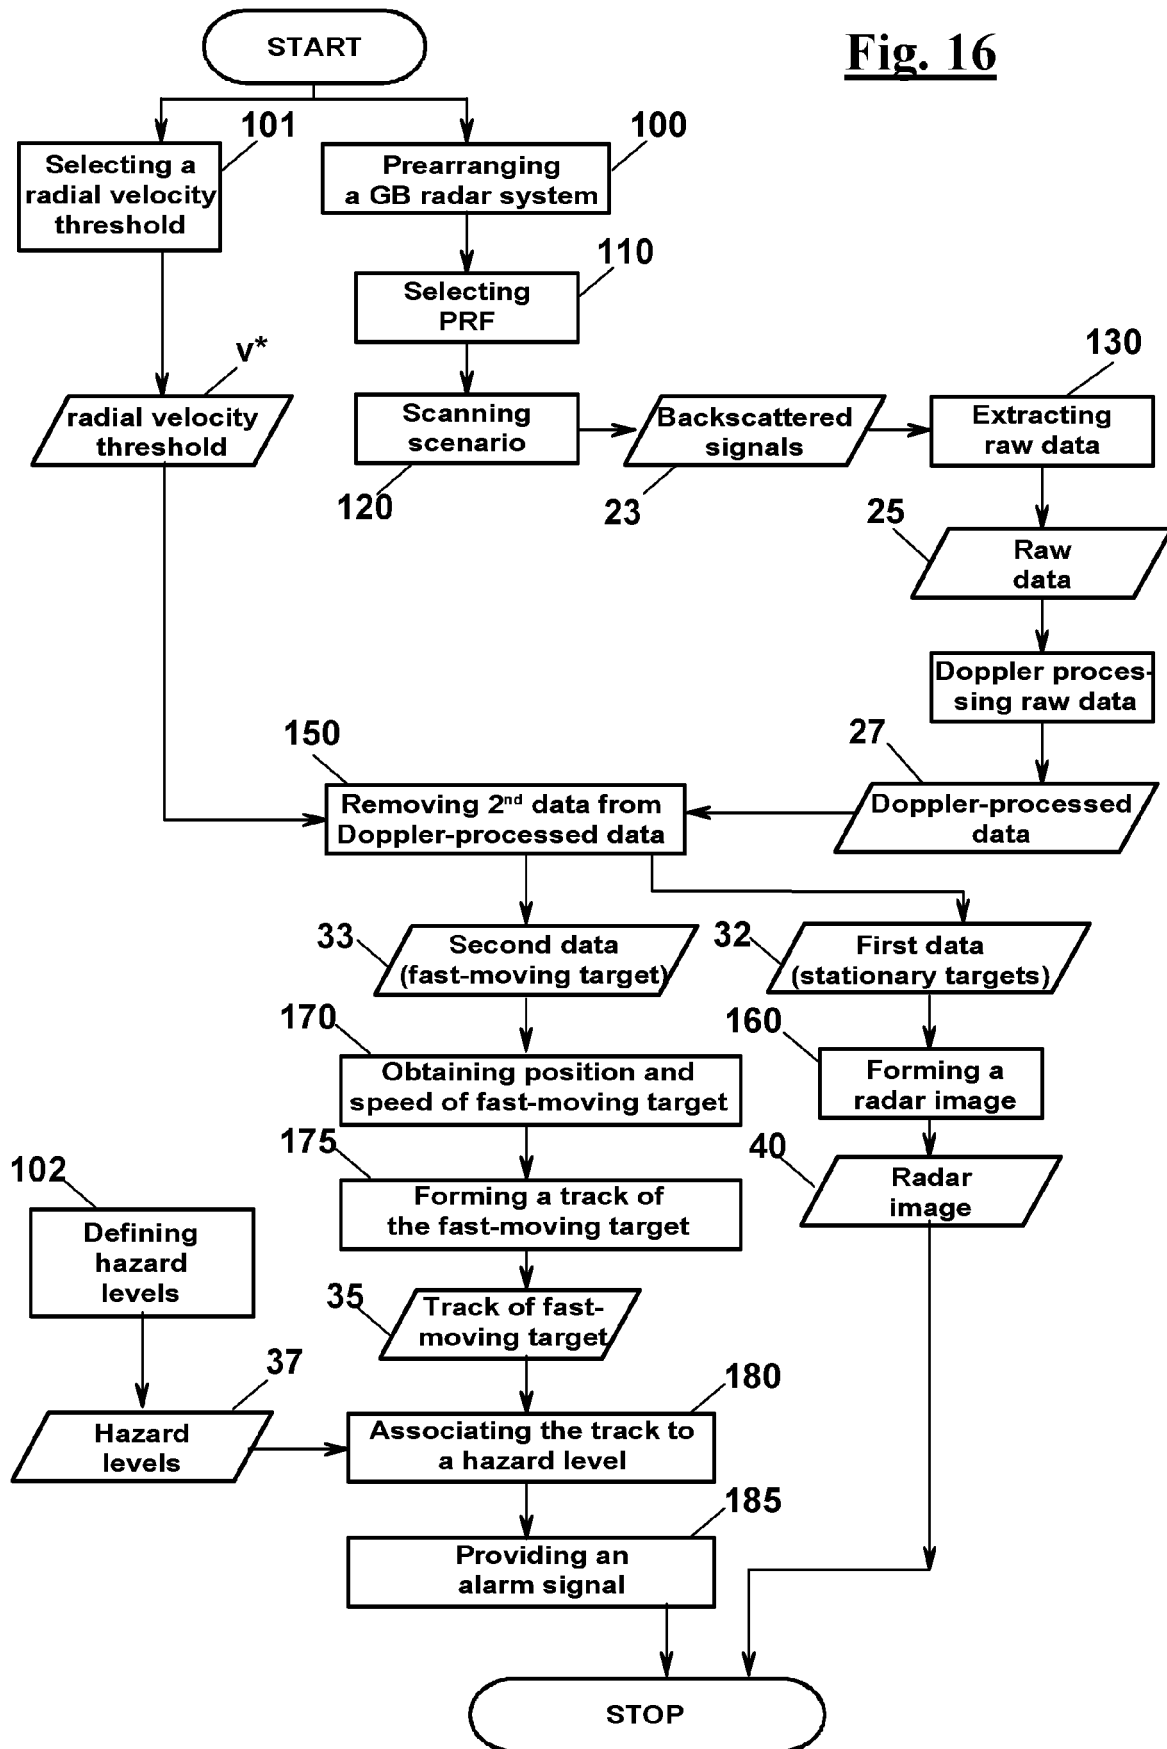 START
Fig. 16
101
100
Selecting a
radial velocity
threshold
Prearranging
a GB radar system
110
Selecting
PRF
v*
130
radial velocity
threshold
Scanning
scenario
Backscattered
signals
Extracting
raw data
120
23
25
Raw
data
Doppler proces-
sing raw data
150
27
Removing 2nd data from
Doppler-processed data
Doppler-processed
data
33
Second data
(fast-moving target)
32
First data
(stationary targets)
170
160
Obtaining position and
speed of fast-moving target
Forming a
radar image
175
40
102
Forming a track of
the fast-moving target
Radar
image
Defining
hazard
levels
35
Track of fast-
moving target
37
180
Hazard
levels
Associating the track to
a hazard level
185
Providing an
alarm signal
STOP